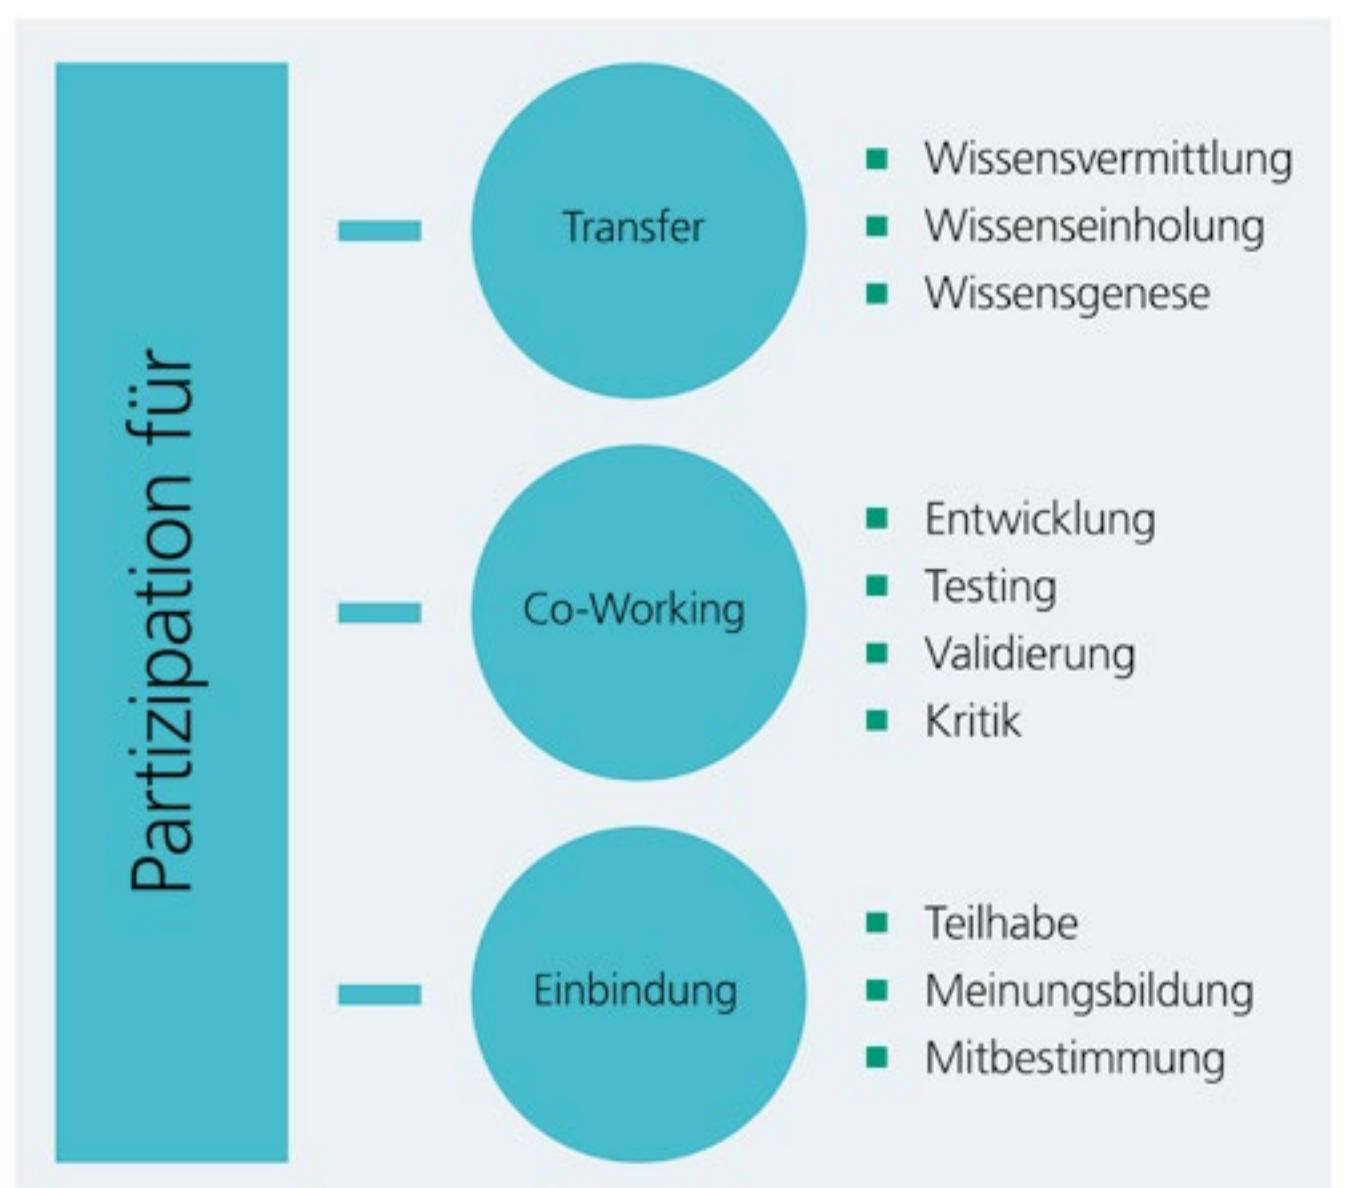 Partizipation für
Transfer
Wissensvermittlung
Wissenseinholung
Wissensgenese
Co-Working
Entwicklung
Testing
Validierung
Kritik
Einbindung
Teilhabe
Meinungsbildung
Mitbestimmung